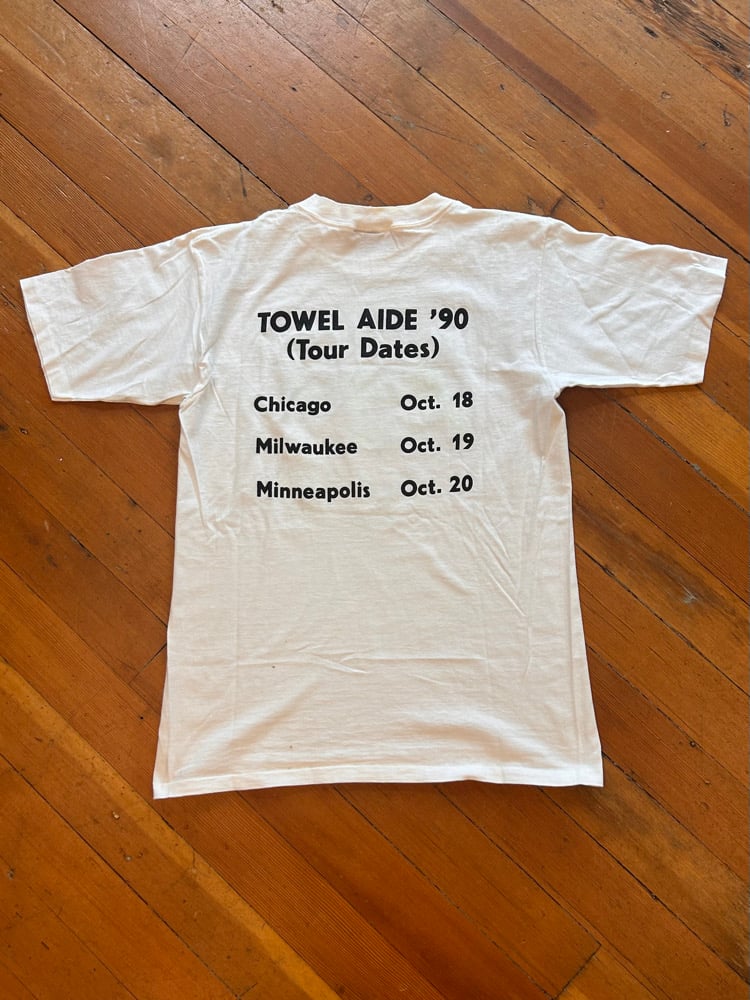 TOWEL AIDE '90
(Tour Dates)
Chicago Oct. 18
Milwaukee Oct. 19
Minneapolis Oct. 20